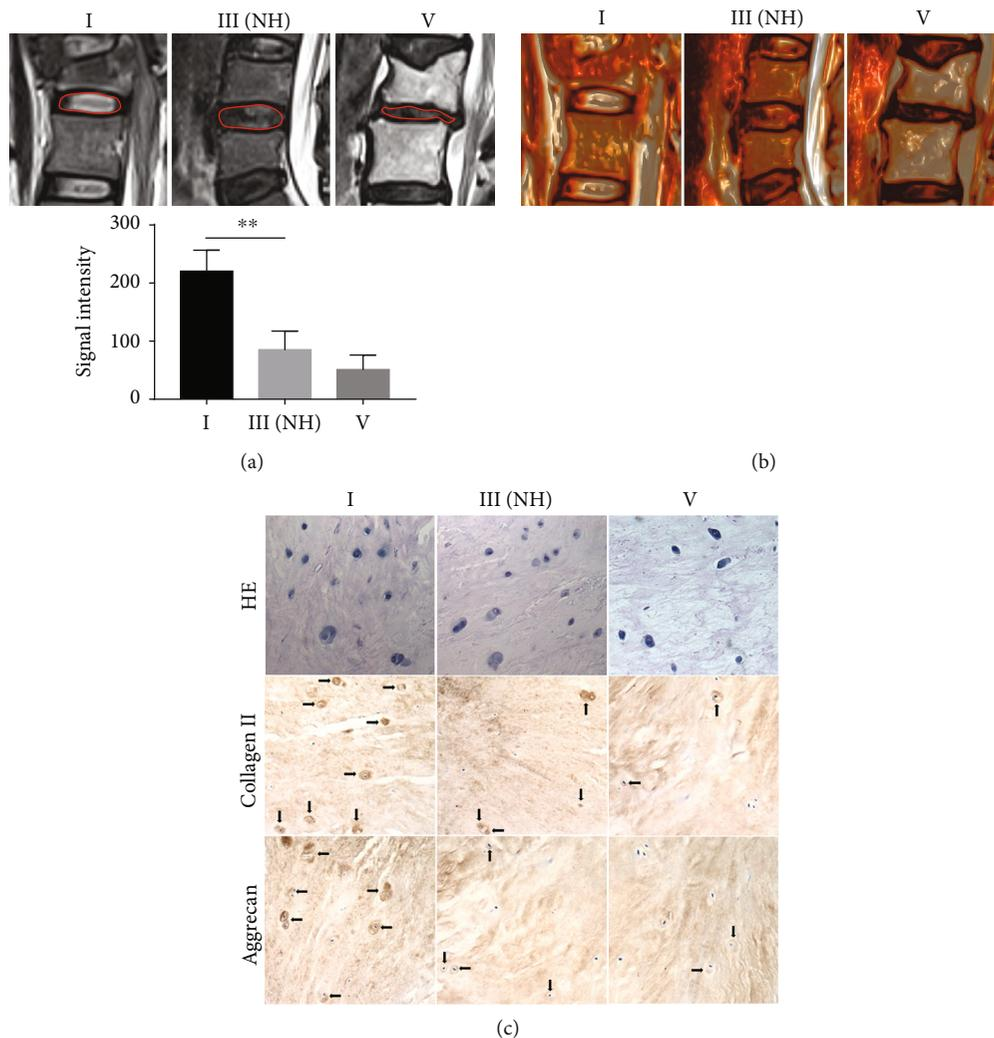 I III (NH) V
I III (NH) V
**
300
200
100
0
Signal intensity
I III (NH) V
(a)
(b)
I III (NH) V
HE
Collagen II
Aggrecan
(c)